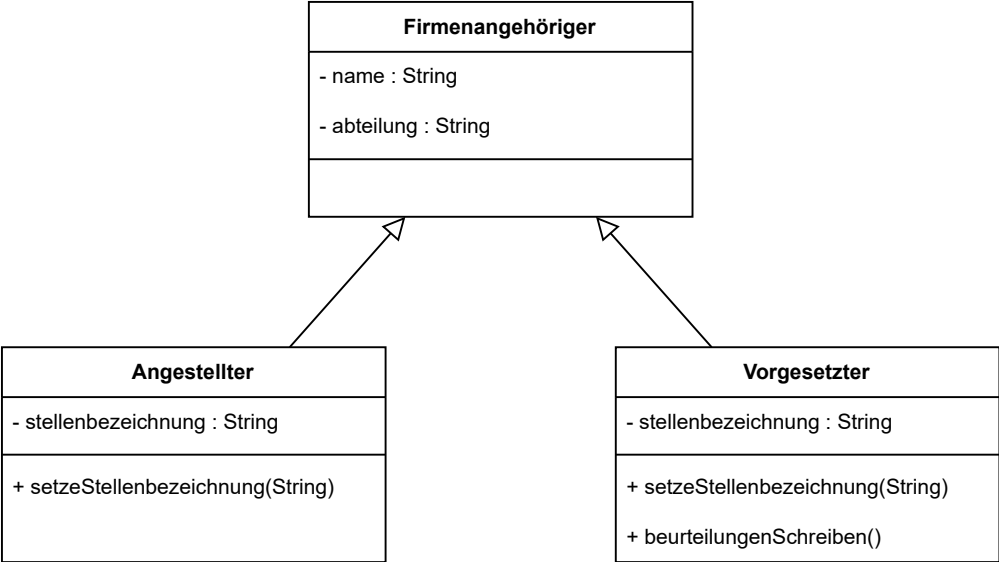 Firmenangehöriger
- name : String
- abteilung : String
Angestellter
- stellenbezeichnung : String
+ setzeStellenbezeichnung(String)
Vorgesetzter
- stellenbezeichnung : String
+ setzeStellenbezeichnung(String)
+ beurteilungenSchreiben()